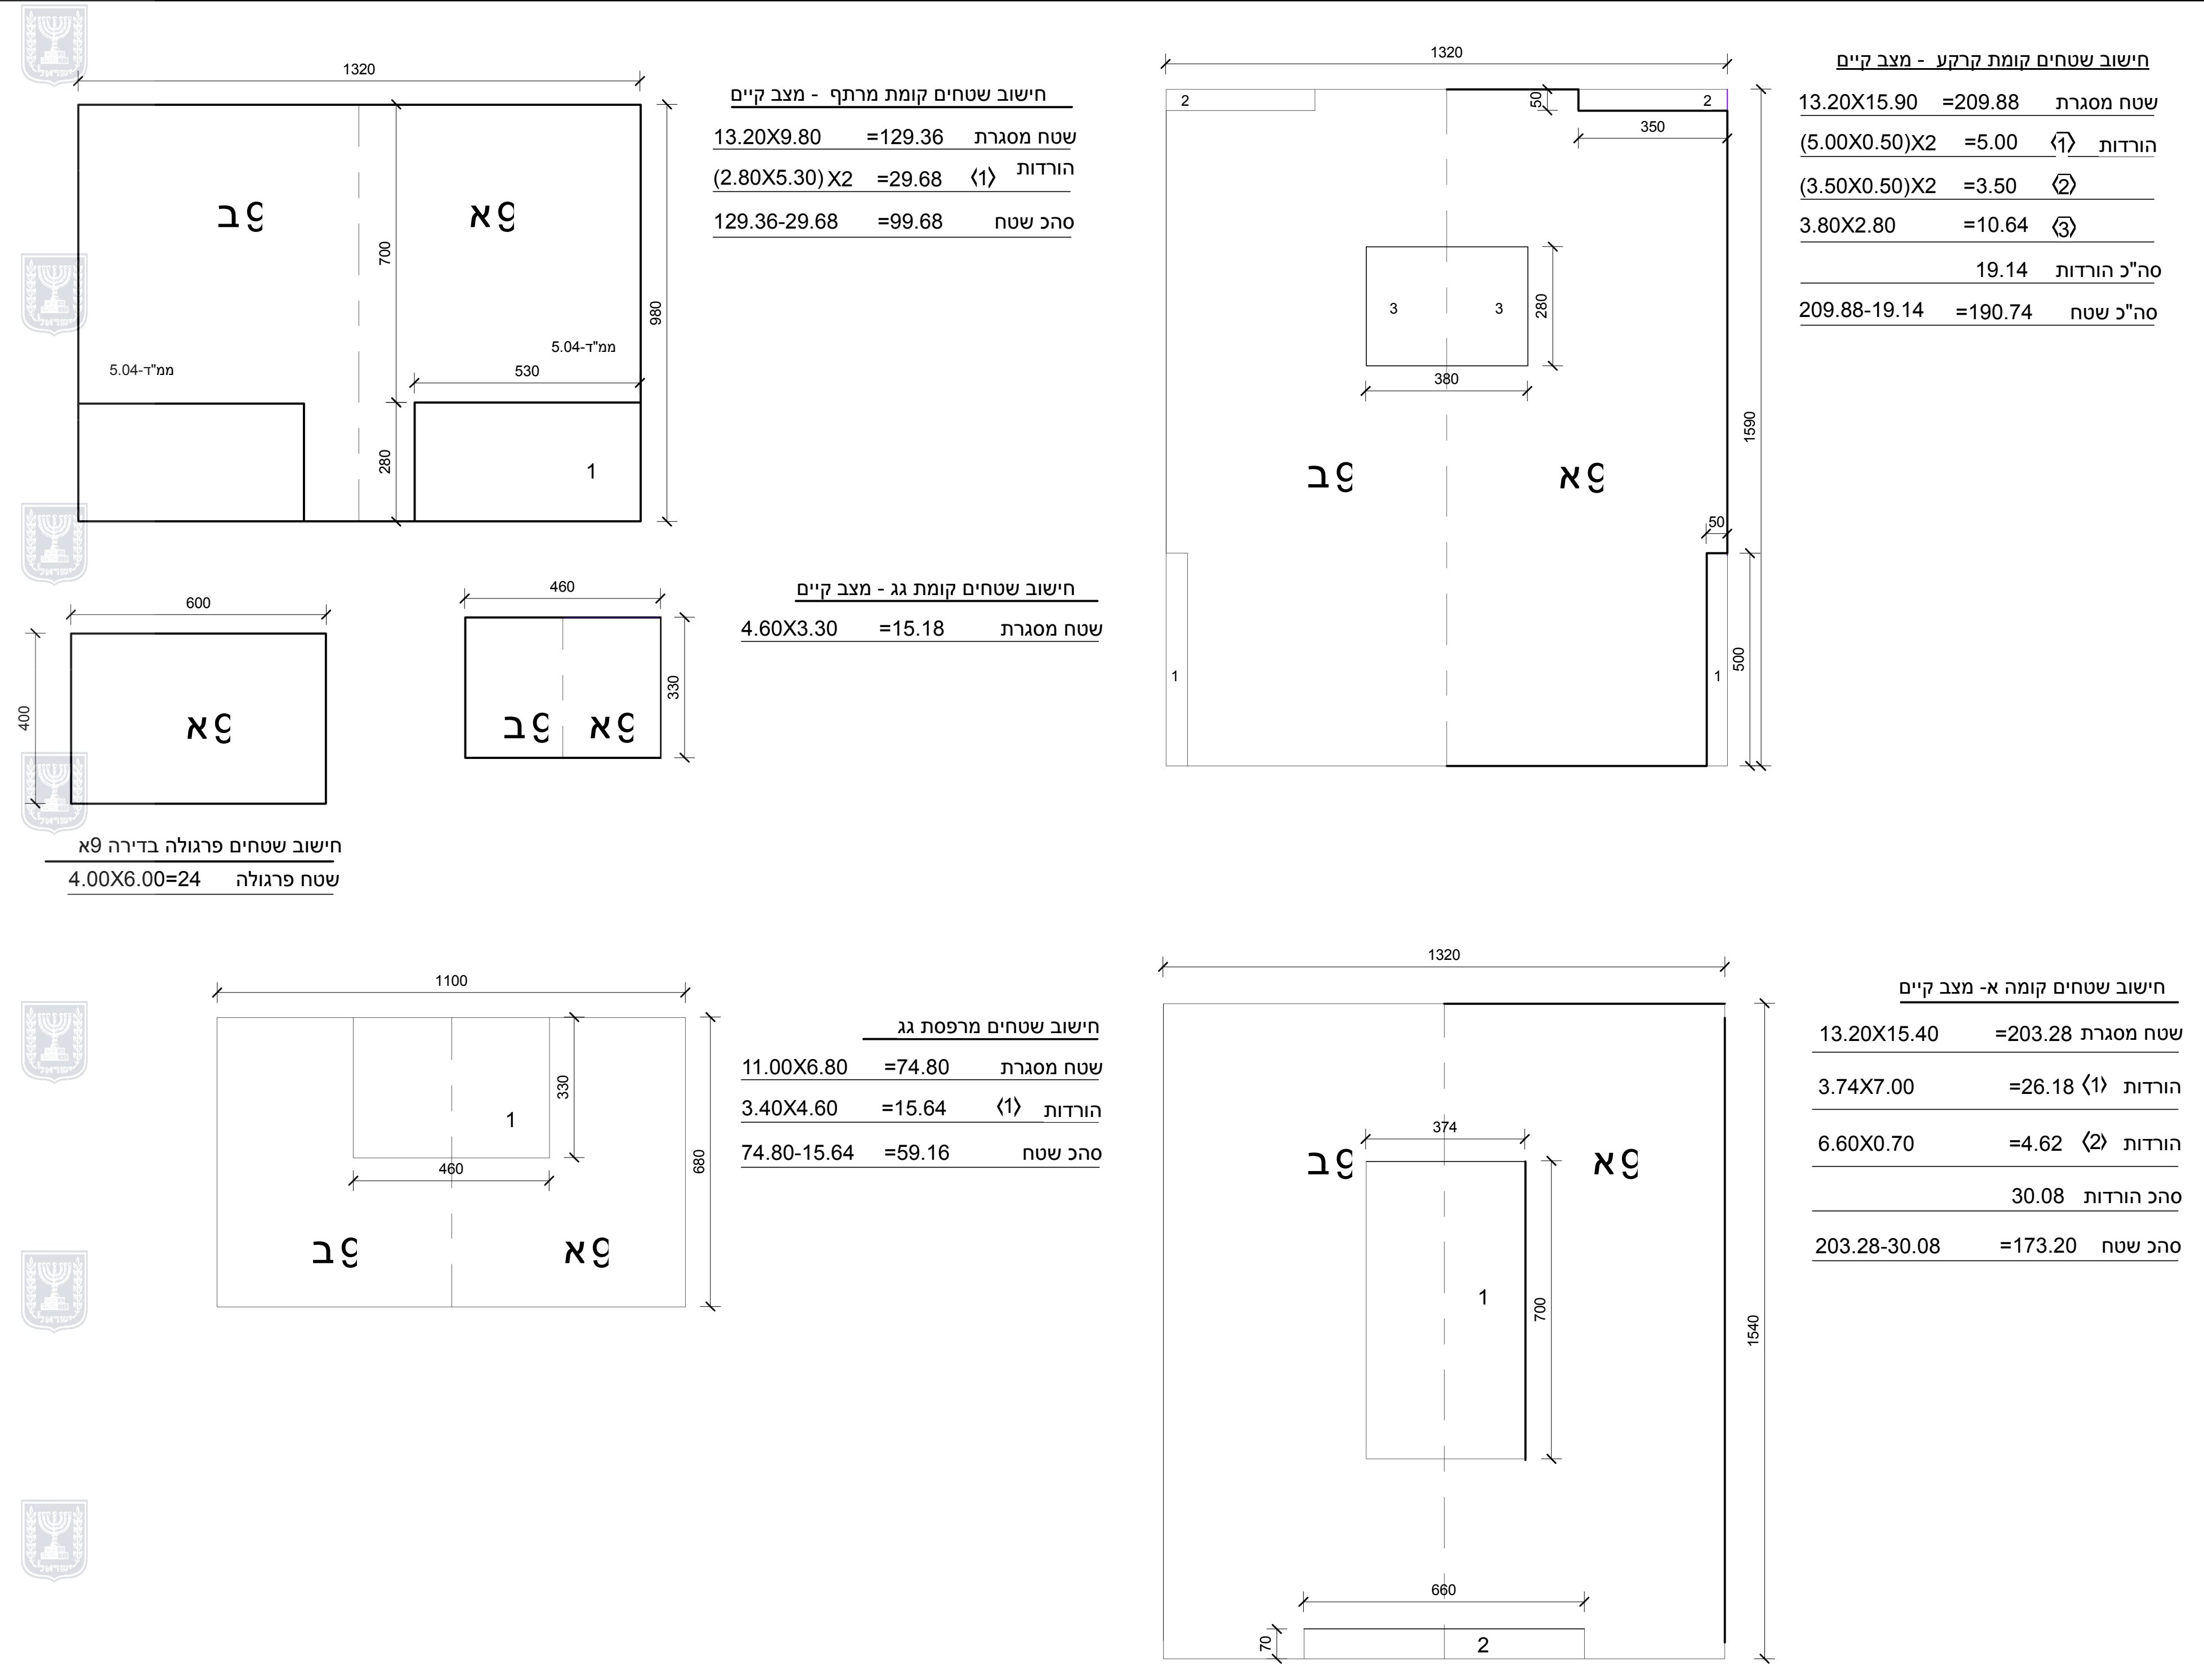 חישוב שטחים קומת מרתף - מצב קיים
שטח מסגרת 13.20X9.80 =129.36
הורדות <1> (2.80X5.30)X2 =29.68
סהכ שטח 129.36-29.68 =99.68
1320
9ב
9א
700
980
ממ"ד-5.04
ממ"ד-5.04
530
280
1
חישוב שטחים קומת קרקע - מצב קיים
שטח מסגרת 13.20X15.90 =209.88
הורדות <1> (5.00X0.50)X2 =5.00
<2> (3.50X0.50)X2 =3.50
<3> 3.80X2.80 =10.64
סה"כ הורדות 19.14
סה"כ שטח 209.88-19.14 =190.74
1320
2
50
2
350
3
3
280
380
1590
9ב
9א
50
500
1
1
חישוב שטחים קומת גג - מצב קיים
שטח מסגרת 4.60X3.30 =15.18
460
330
9ב
9א
600
400
9א
חישוב שטחים פרגולה בדירה 9א
שטח פרגולה 4.00X6.00=24
חישוב שטחים מרפסת גג
שטח מסגרת 11.00X6.80 =74.80
הורדות <1> 3.40X4.60 =15.64
סהכ שטח 74.80-15.64 =59.16
1100
330
1
460
680
9ב
9א
חישוב שטחים קומה א- מצב קיים
שטח מסגרת 13.20X15.40 =203.28
הורדות <1> 3.74X7.00 =26.18
הורדות <2> 6.60X0.70 =4.62
סהכ הורדות 30.08
סהכ שטח 203.28-30.08 =173.20
1320
374
9ב
9א
1
700
1540
660
70
2